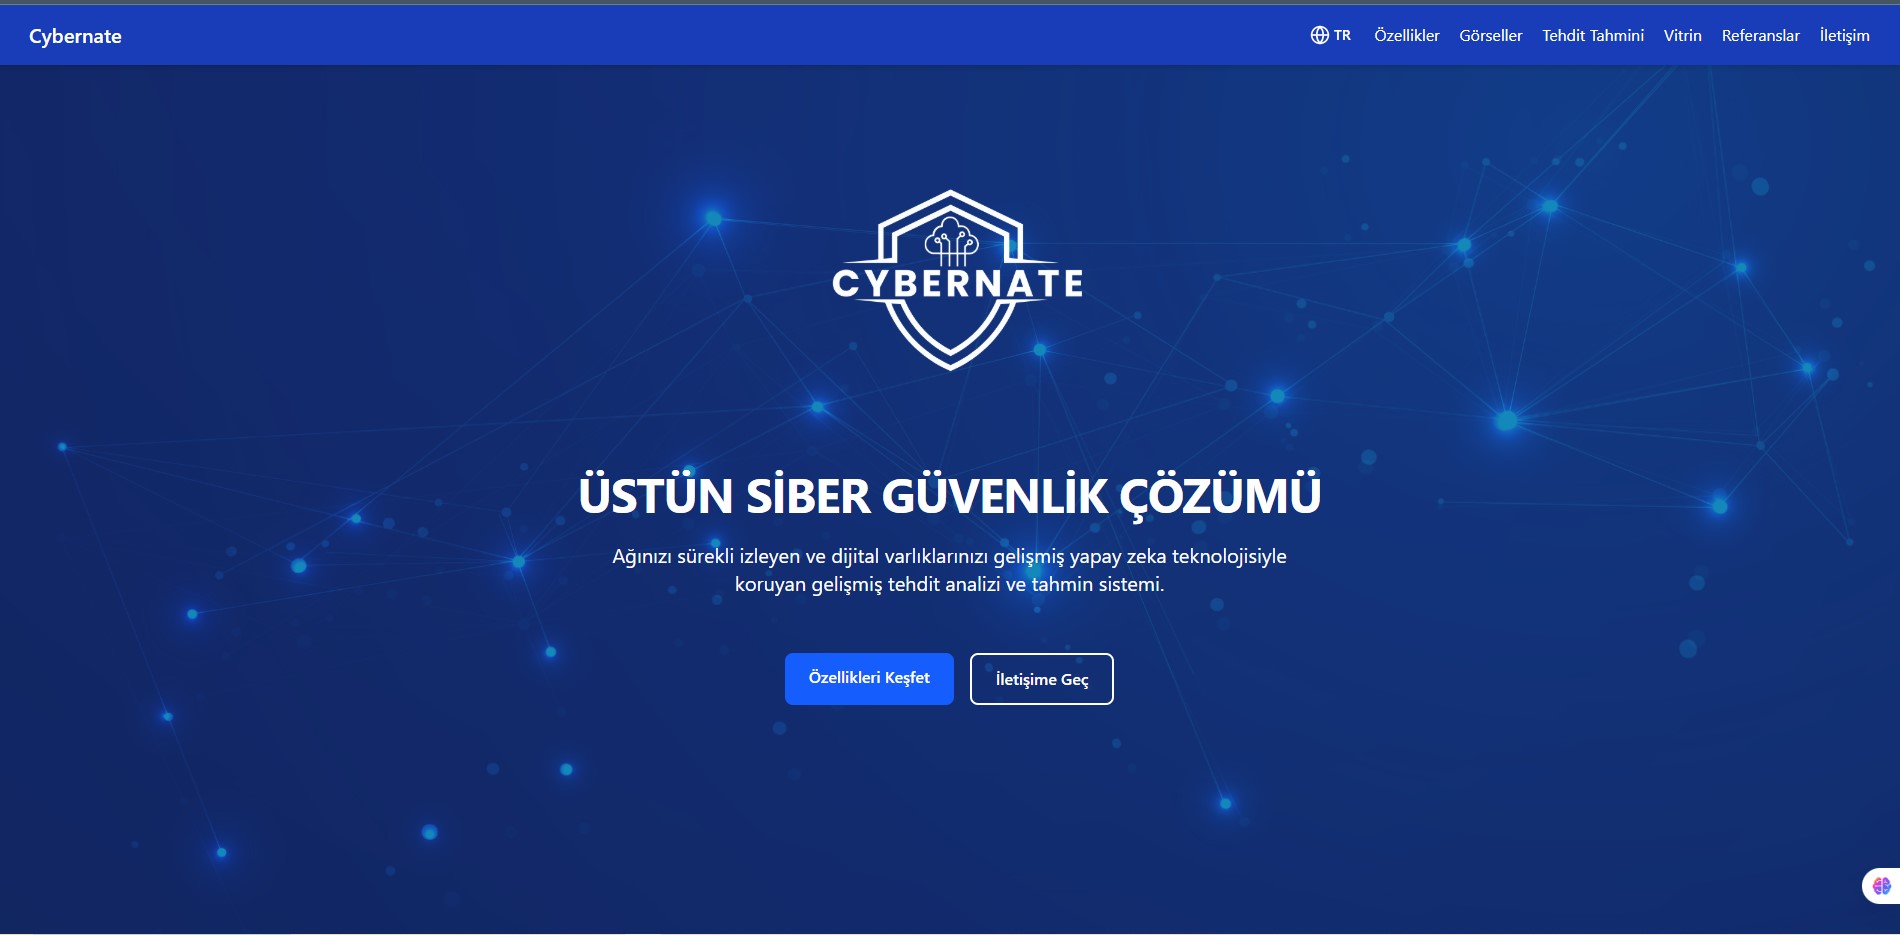 Cybernate
TR Özellikler Görseller Tehdit Tahmini Vitrin Referanslar İletişim
CYBERNATE
ÜSTÜN SİBER GÜVENLİK ÇÖZÜMÜ
Ağınızı sürekli izleyen ve dijital varlıklarınızı gelişmiş yapay zeka teknolojisiyle
koruyan gelişmiş tehdit analizi ve tahmin sistemi.
Özellikleri Keşfet İletişime Geç